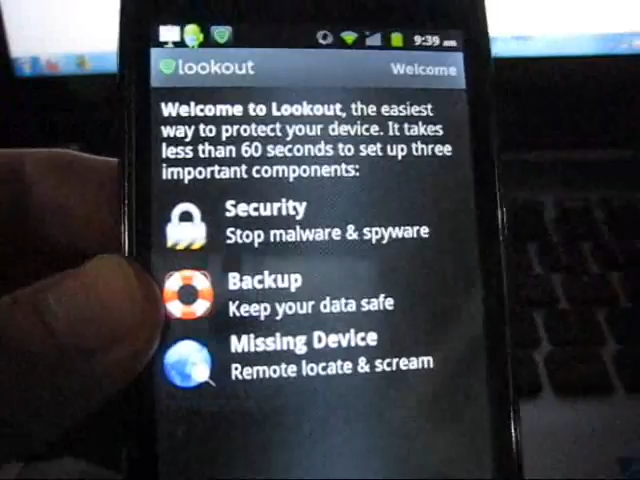 9:39 AM
lookout
Welcome
Welcome to Lookout, the easiest
way to protect your device. It takes
less than 60 seconds to set up three
important components:
Security
Stop malware & spyware
Backup
Keep your data safe
Missing Device
Remote locate & scream